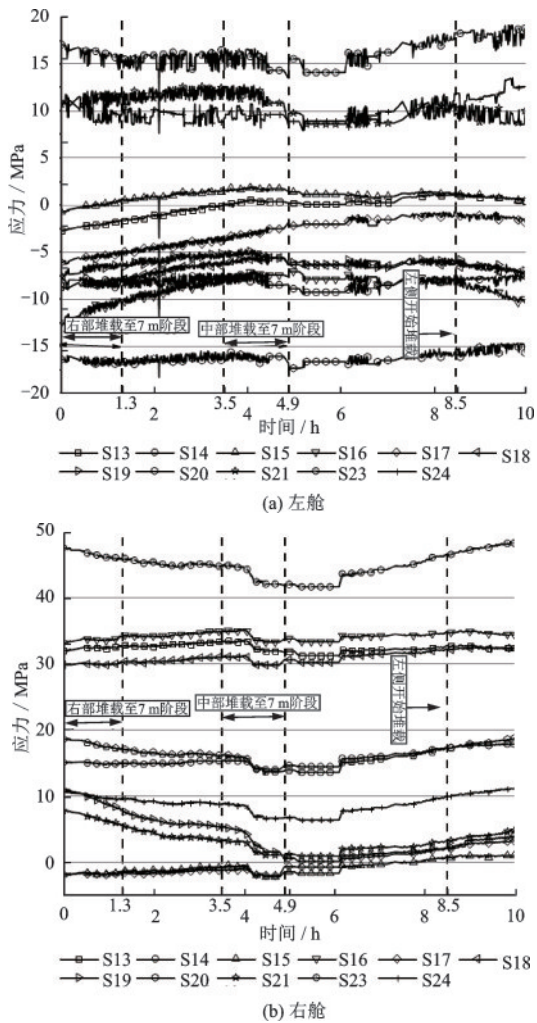 20
15
10
5
0
-5
-10
-15
-20
应力 / MPa
右部堆载至7 m阶段
中部堆载至7 m阶段
左侧开始堆载
0 1.3 2 3.5 4 4.9 6 8.5 10
时间 / h
S13 S14 S15 S16 S17 S18
S19 S20 S21 S23 S24
(a) 左舱
50
40
30
20
10
0
应力 / MPa
右部堆载至7 m阶段
中部堆载至7 m阶段
左侧开始堆载
0 1.3 2 3.5 4 4.9 6 8.5 10
时间 / h
S13 S14 S15 S16 S17 S18
S19 S20 S21 S23 S24
(b) 右舱